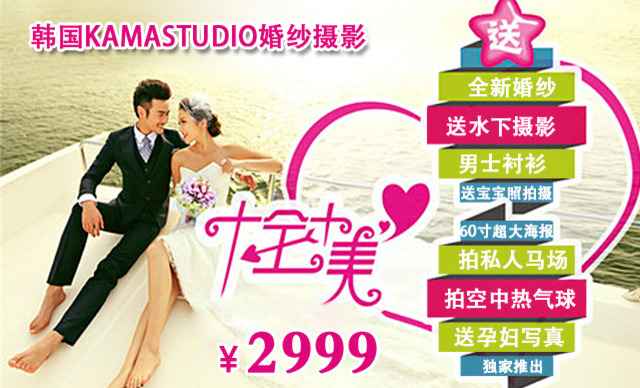 韩国KAMASTUDIO婚纱摄影
送
全新婚纱
送水下摄影
男士衬衫
送宝宝照拍摄
60寸超大海报
拍私人马场
拍空中热气球
送孕妇写真
独家推出
十全十美
￥2999